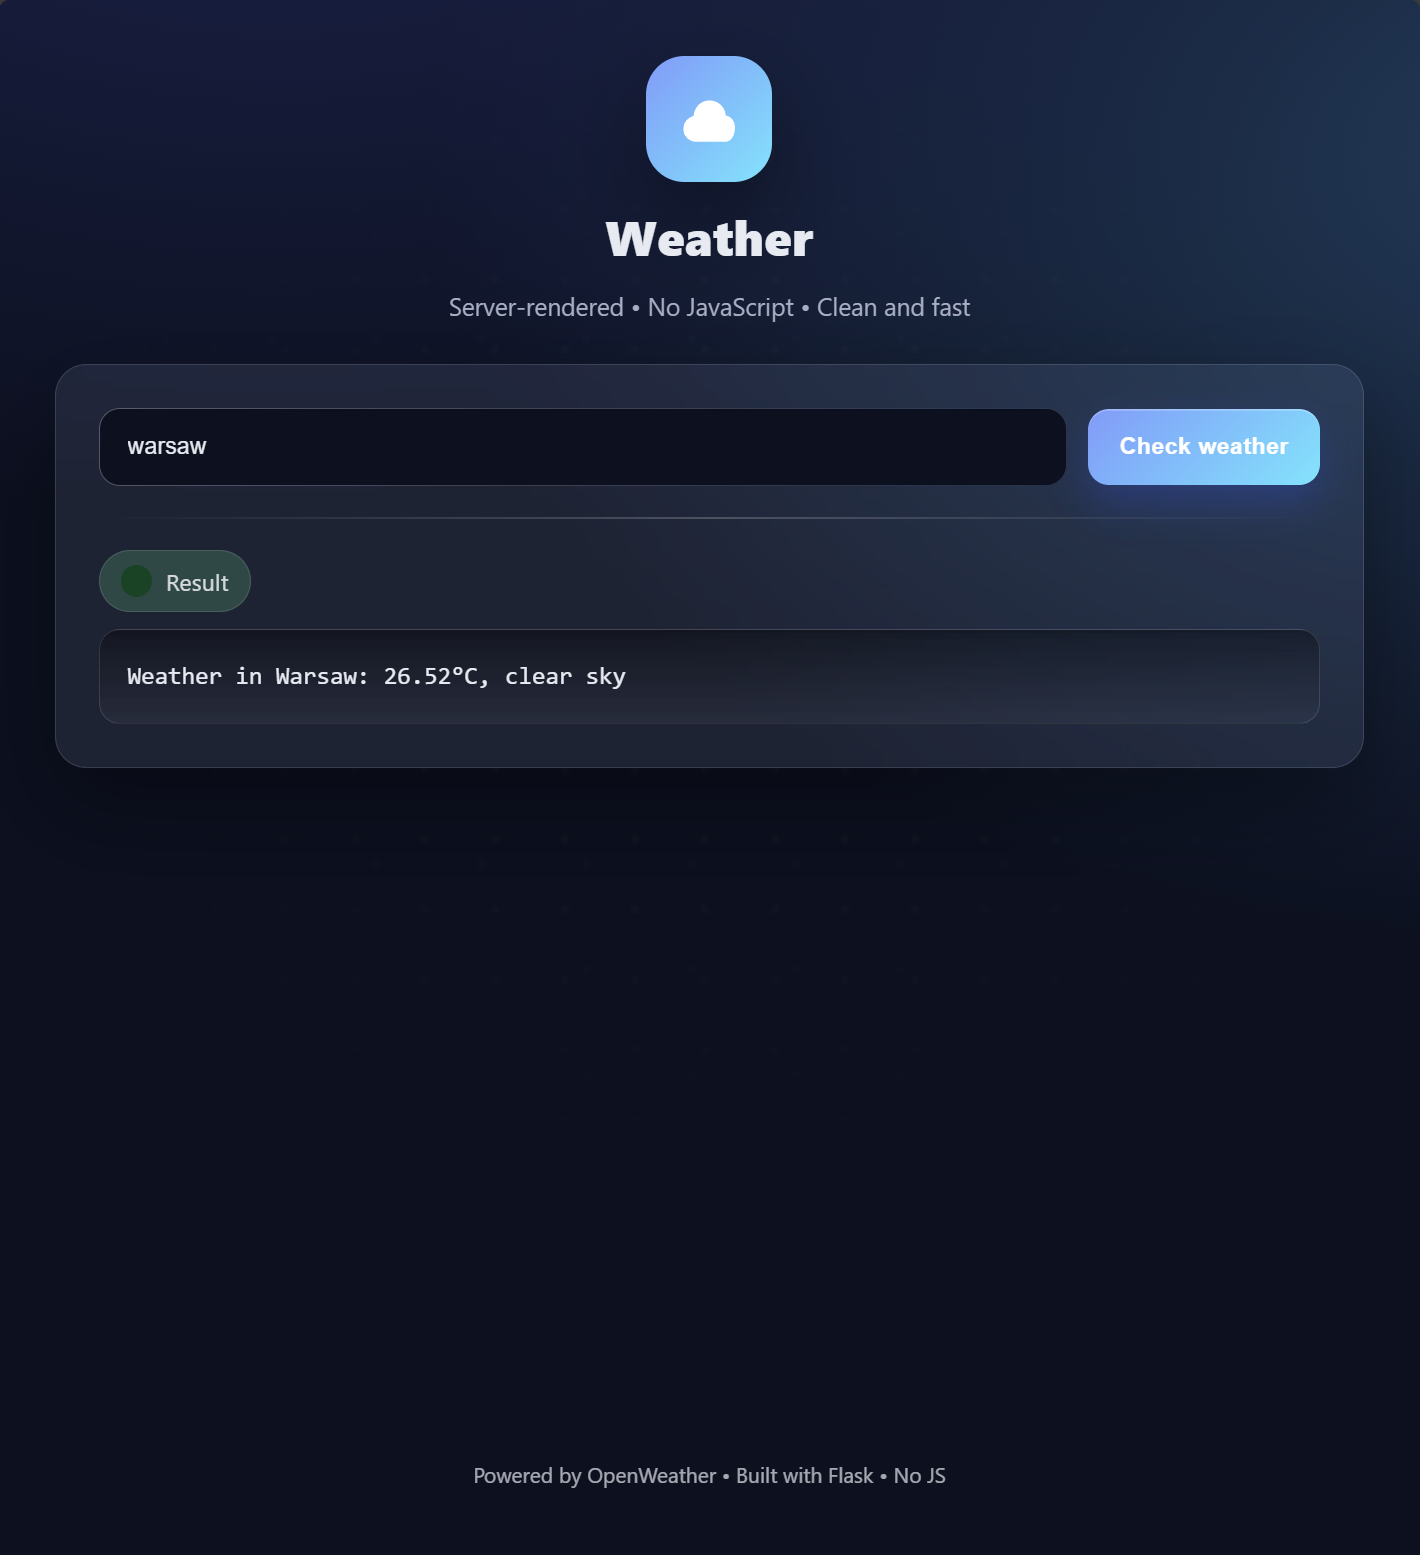 Weather
Server-rendered • No JavaScript • Clean and fast
warsaw
Check weather
Result
Weather in Warsaw: 26.52°C, clear sky
Powered by OpenWeather • Built with Flask • No JS